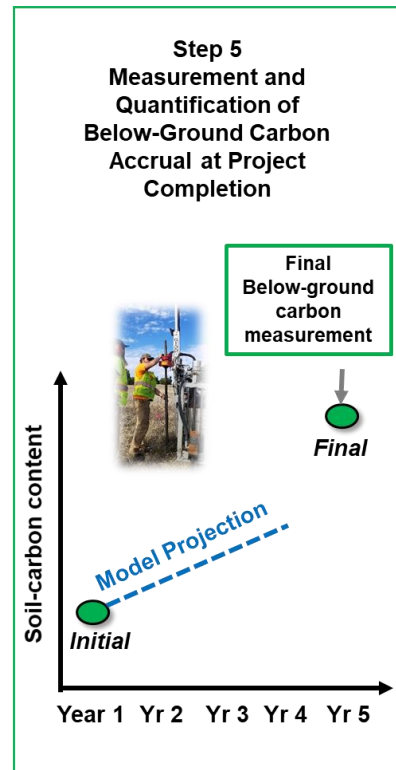 Step 5
Measurement and
Quantification of
Below-Ground Carbon
Accrual at Project
Completion
Final
Below-ground
carbon
measurement
Final
Model Projection
Initial
Soil-carbon content
Year 1 Yr 2 Yr 3 Yr 4 Yr 5